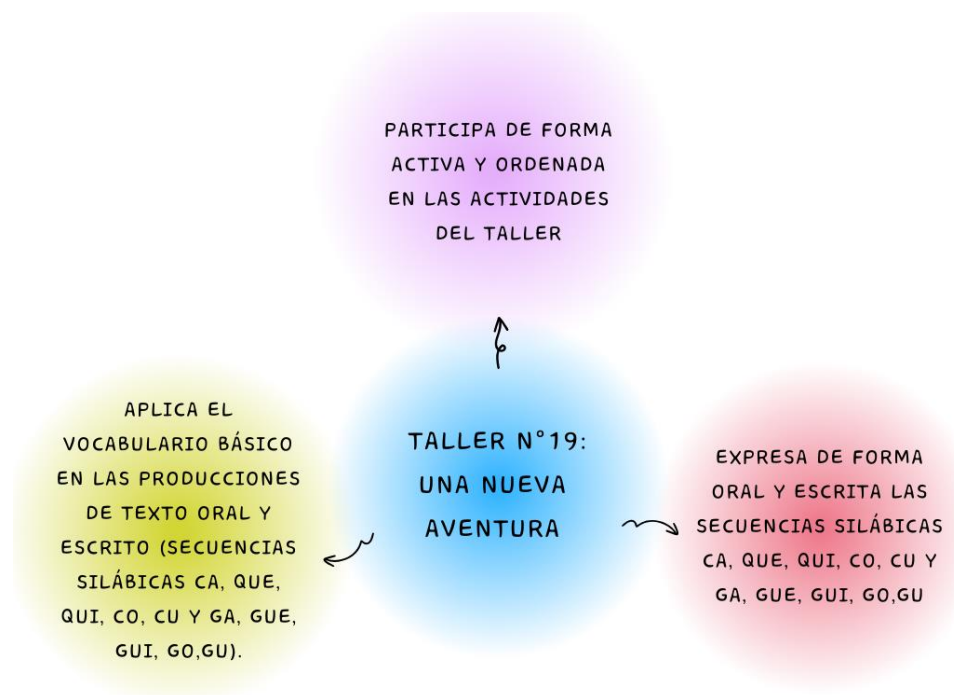 PARTICIPA DE FORMA
ACTIVA Y ORDENADA
EN LAS ACTIVIDADES
DEL TALLER
TALLER N°19:
UNA NUEVA
AVENTURA
APLICA EL
VOCABULARIO BÁSICO
EN LAS PRODUCCIONES
DE TEXTO ORAL Y
ESCRITO (SECUENCIAS
SILÁBICAS CA, QUE,
QUI, CO, CU Y GA, GUE,
GUI, GO,GU).
EXPRESA DE FORMA
ORAL Y ESCRITA LAS
SECUENCIAS SILÁBICAS
CA, QUE, QUI, CO, CU Y
GA, GUE, GUI, GO,GU